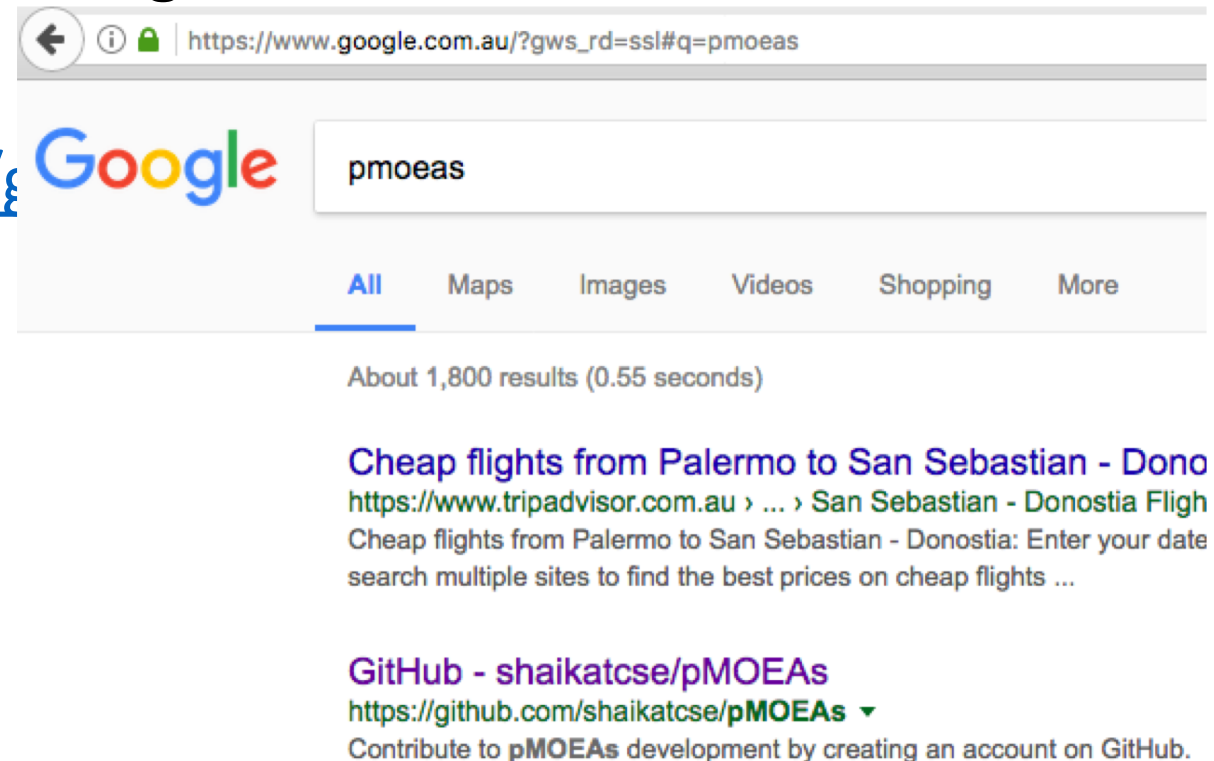 https://www.google.com.au/?gws_rd=ssl#q=pmoeas
Google
pmoeas
All Maps Images Videos Shopping More
About 1,800 results (0.55 seconds)
Cheap flights from Palermo to San Sebastian - Dono
https://www.tripadvisor.com.au › ... › San Sebastian - Donostia Fligh
Cheap flights from Palermo to San Sebastian - Donostia: Enter your date
search multiple sites to find the best prices on cheap flights ...
GitHub - shaikatcse/pMOEAs
https://github.com/shaikatcse/pMOEAs
Contribute to pMOEAs development by creating an account on GitHub.